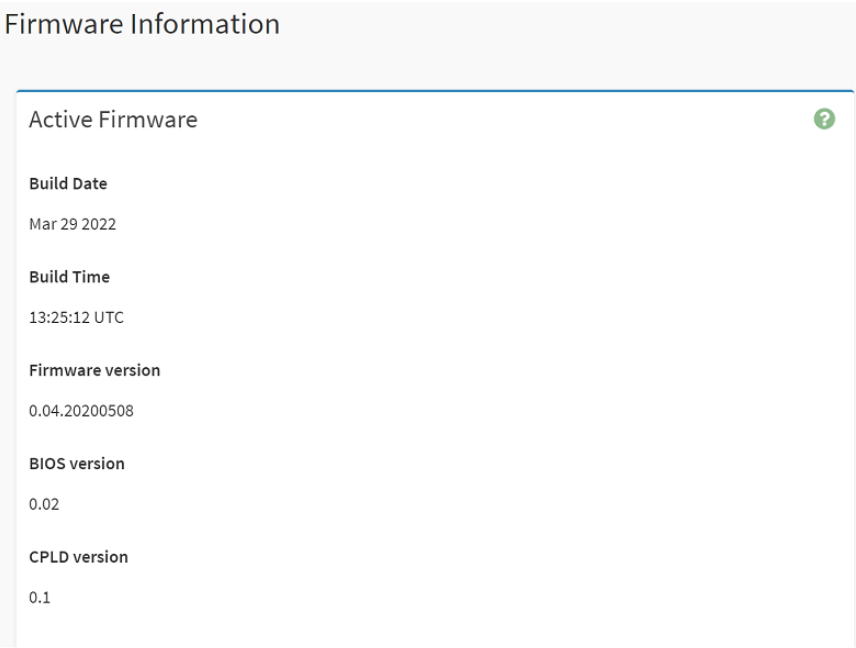 Firmware Information
Active Firmware
Build Date
Mar 29 2022
Build Time
13:25:12 UTC
Firmware version
0.04.20200508
BIOS version
0.02
CPLD version
0.1